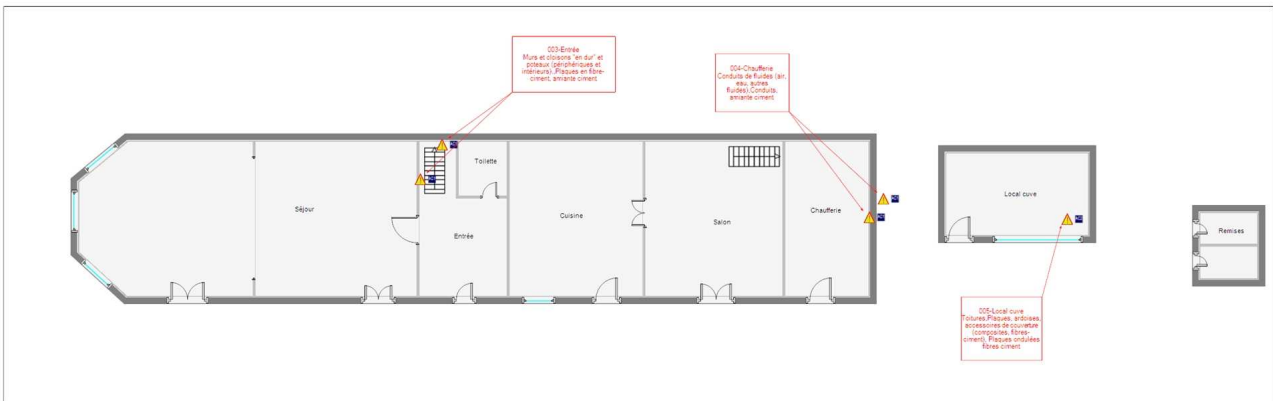 003-Entrée
Murs et cloisons "en dur" et
poteaux (périphériques et
intérieurs),Plaques en fibre-
ciment, amiante ciment
004-Chaufferie
Conduits de fluides (air,
eau, autres
fluides),Conduits,
amiante ciment
Toilette
Séjour
Entrée
Cuisine
Salon
Chaufferie
Local cuve
Remises
005-Local cuve
Toitures,Plaques, ardoises,
accessoires de couverture
(composites, fibres-
ciment), Plaques ondulées
fibres ciment